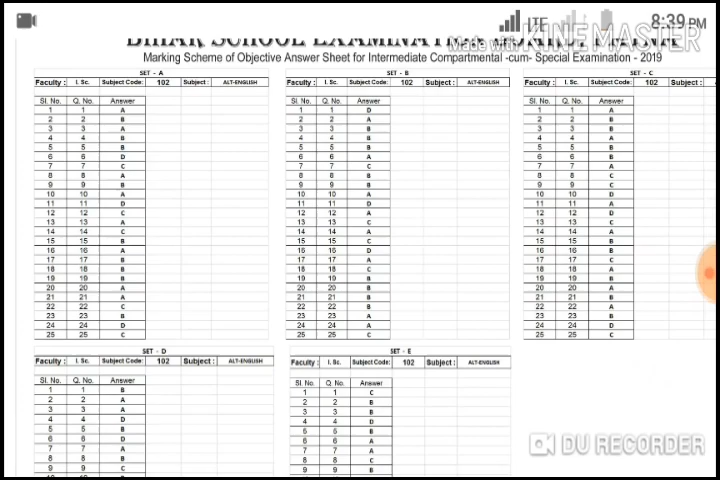 LTE 8:39 PM
Made with KINE MASTER
BIHAR SCHOOL EXAMINATION BOARD, PATNA
Marking Scheme of Objective Answer Sheet for Intermediate Compartmental -cum- Special Examination - 2019
SET - A
Faculty : I. Sc. Subject Code: 102 Subject : ALT-ENGLISH
Sl. No. Q. No. Answer
1 1 A
2 2 B
3 3 A
4 4 B
5 5 B
6 6 D
7 7 C
8 8 A
9 9 B
10 10 A
11 11 D
12 12 C
13 13 A
14 14 C
15 15 B
16 16 A
17 17 B
18 18 B
19 19 B
20 20 A
21 21 A
22 22 C
23 23 B
24 24 D
25 25 C
SET - B
Faculty : I. Sc. Subject Code: 102 Subject : ALT-ENGLISH
Sl. No. Q. No. Answer
1 1 D
2 2 A
3 3 B
4 4 B
5 5 B
6 6 A
7 7 C
8 8 B
9 9 B
10 10 A
11 11 D
12 12 A
13 13 C
14 14 A
15 15 C
16 16 D
17 17 A
18 18 C
19 19 B
20 20 B
21 21 B
22 22 B
23 23 A
24 24 A
25 25 C
SET - C
Faculty : I. Sc. Subject Code: 102 Subject :
Sl. No. Q. No. Answer
1 1 A
2 2 B
3 3 B
4 4 B
5 5 B
6 6 B
7 7 A
8 8 C
9 9 C
10 10 D
11 11 A
12 12 D
13 13 C
14 14 A
15 15 B
16 16 B
17 17 C
18 18 A
19 19 B
20 20 A
21 21 B
22 22 A
23 23 B
24 24 D
25 25 C
SET - D
Faculty : I. Sc. Subject Code: 102 Subject : ALT-ENGLISH
Sl. No. Q. No. Answer
1 1 B
2 2 A
3 3 A
4 4 D
5 5 B
6 6 D
7 7 A
8 8 B
9 9 C
SET - E
Faculty : I. Sc. Subject Code: 102 Subject : ALT-ENGLISH
Sl. No. Q. No. Answer
1 1 C
2 2 B
3 3 B
4 4 D
5 5 B
6 6 A
7 7 A
8 8 C
9 9 B
DU RECORDER